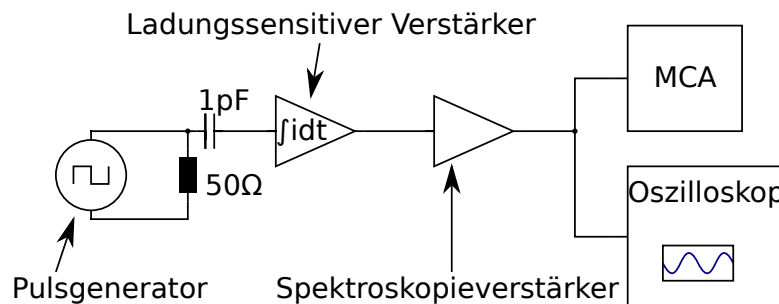 Ladungssensitiver Verstärker
1pF
∫idt
MCA
50Ω
Oszilloskop
Pulsgenerator
Spektroskopieverstärker